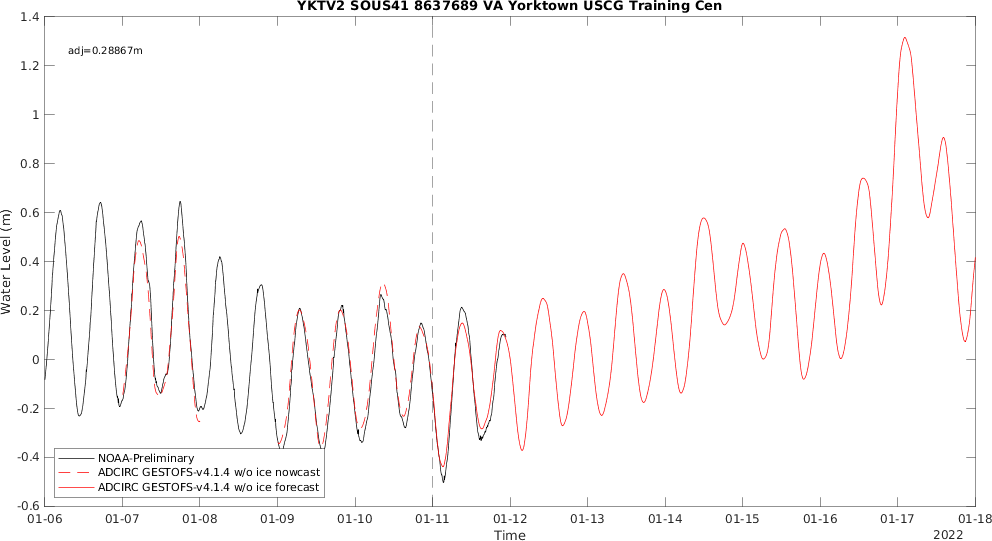 YKTV2 SOUS41 8637689 VA Yorktown USCG Training Cen
adj=0.28867m
1.4
1.2
1
0.8
0.6
0.4
0.2
0
-0.2
-0.4
-0.6
Water Level (m)
NOAA-Preliminary
ADCIRC GESTOFS-v4.1.4 w/o ice nowcast
ADCIRC GESTOFS-v4.1.4 w/o ice forecast
01-06 01-07 01-08 01-09 01-10 01-11 01-12 01-13 01-14 01-15 01-16 01-17 01-18
Time
2022